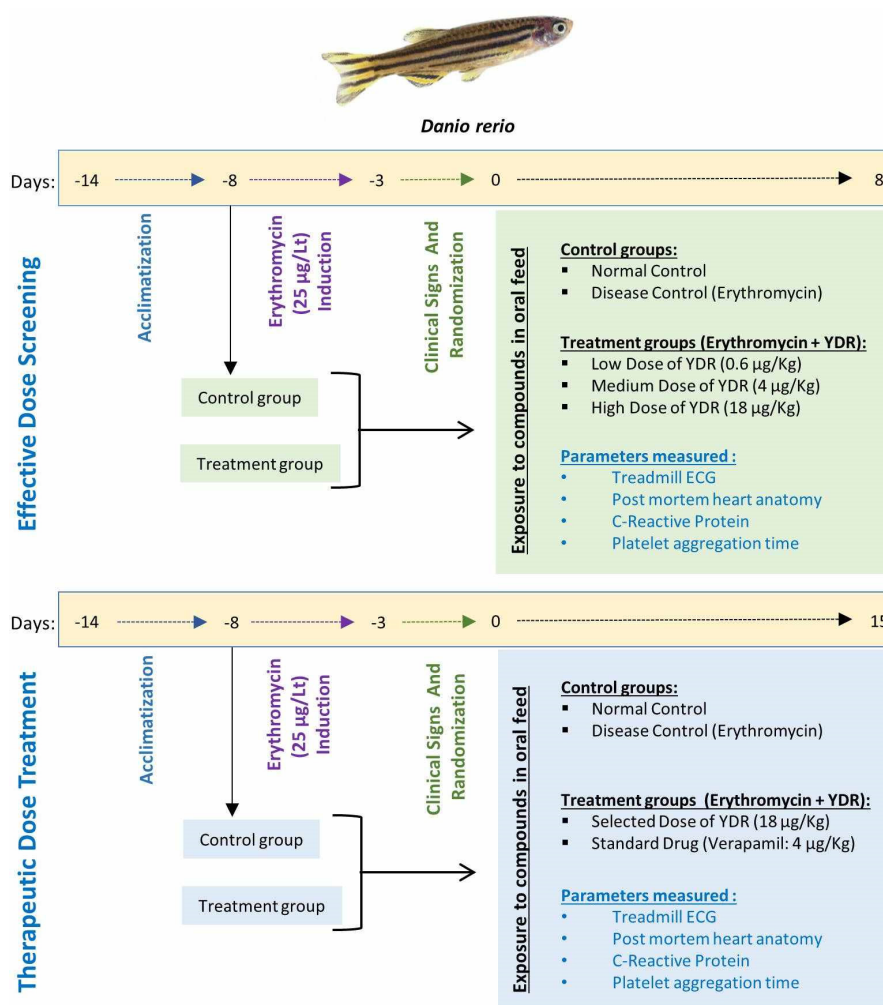 Danio rerio
Days: -14 -8 -3 0 8
Effective Dose Screening
Acclimatization
Erythromycin
(25 µg/Lt)
Induction
Clinical Signs And
Randomization
Control group
Treatment group
Exposure to compounds in oral feed
Control groups:
▪ Normal Control
▪ Disease Control (Erythromycin)
Treatment groups (Erythromycin + YDR):
▪ Low Dose of YDR (0.6 µg/Kg)
▪ Medium Dose of YDR (4 µg/Kg)
▪ High Dose of YDR (18 µg/Kg)
Parameters measured :
• Treadmill ECG
• Post mortem heart anatomy
• C-Reactive Protein
• Platelet aggregation time
Days: -14 -8 -3 0 15
Therapeutic Dose Treatment
Acclimatization
Erythromycin
(25 µg/Lt)
Induction
Clinical Signs And
Randomization
Control group
Treatment group
Exposure to compounds in oral feed
Control groups:
▪ Normal Control
▪ Disease Control (Erythromycin)
Treatment groups (Erythromycin + YDR):
▪ Selected Dose of YDR (18 µg/Kg)
▪ Standard Drug (Verapamil: 4 µg/Kg)
Parameters measured :
• Treadmill ECG
• Post mortem heart anatomy
• C-Reactive Protein
• Platelet aggregation time